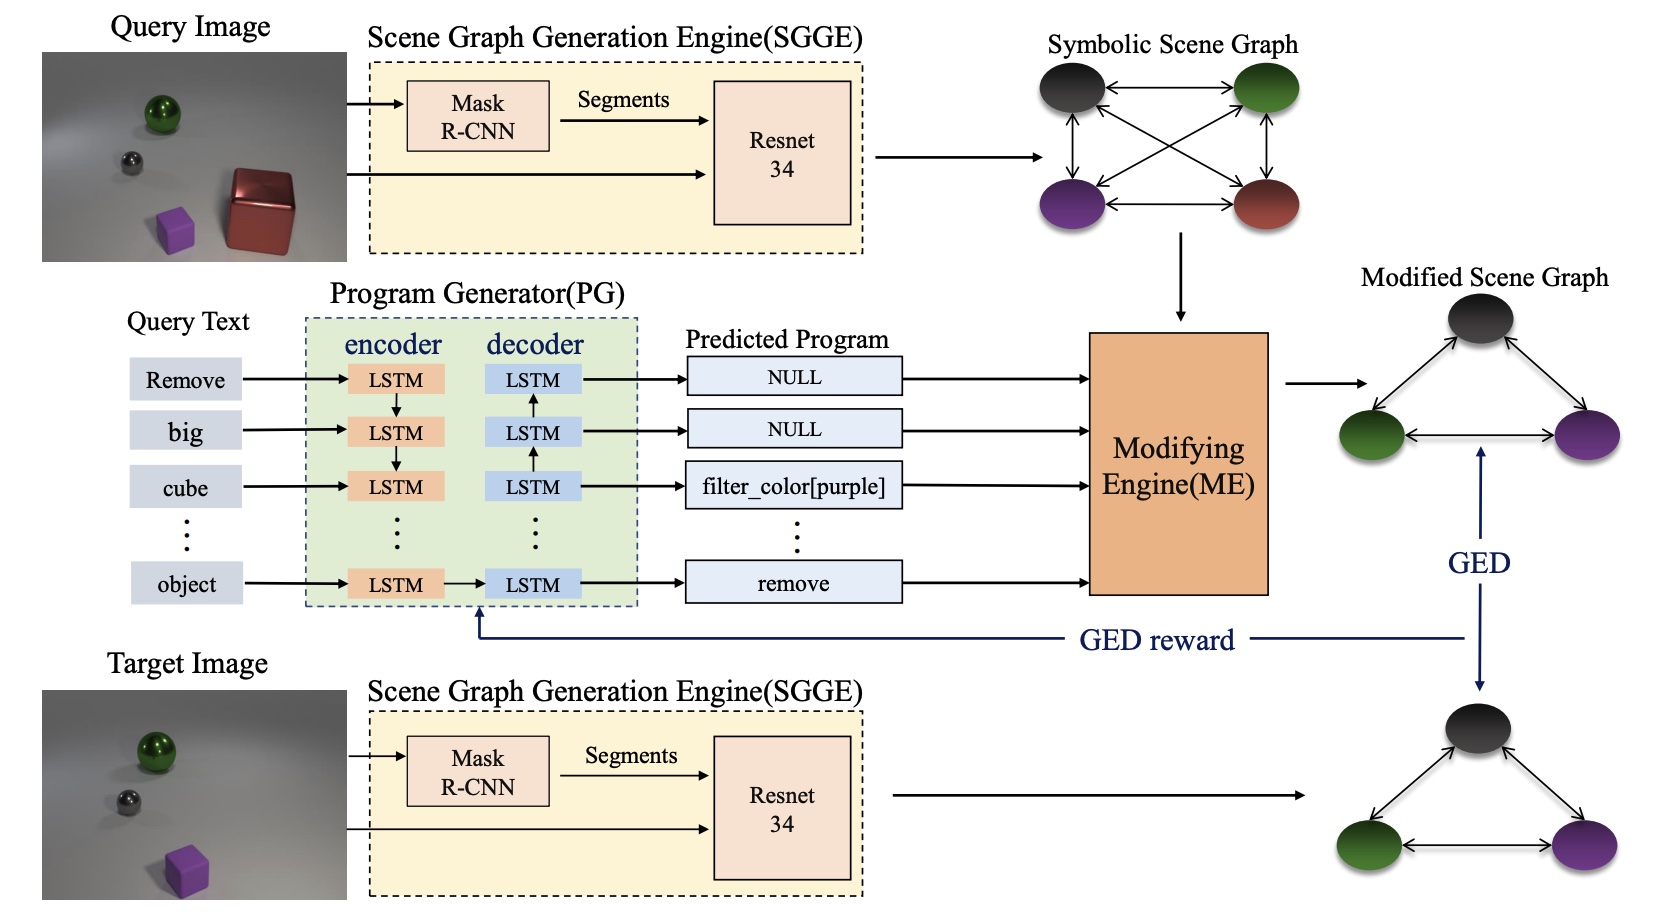 Query Image
Scene Graph Generation Engine(SGGE)
Mask
R-CNN
Segments
Resnet
34
Symbolic Scene Graph
Program Generator(PG)
Query Text
encoder
decoder
Predicted Program
Modified Scene Graph
Remove
LSTM
LSTM
NULL
big
LSTM
LSTM
NULL
cube
LSTM
LSTM
filter_color[purple]
object
LSTM
LSTM
remove
Modifying
Engine(ME)
GED
GED reward
Target Image
Scene Graph Generation Engine(SGGE)
Mask
R-CNN
Segments
Resnet
34